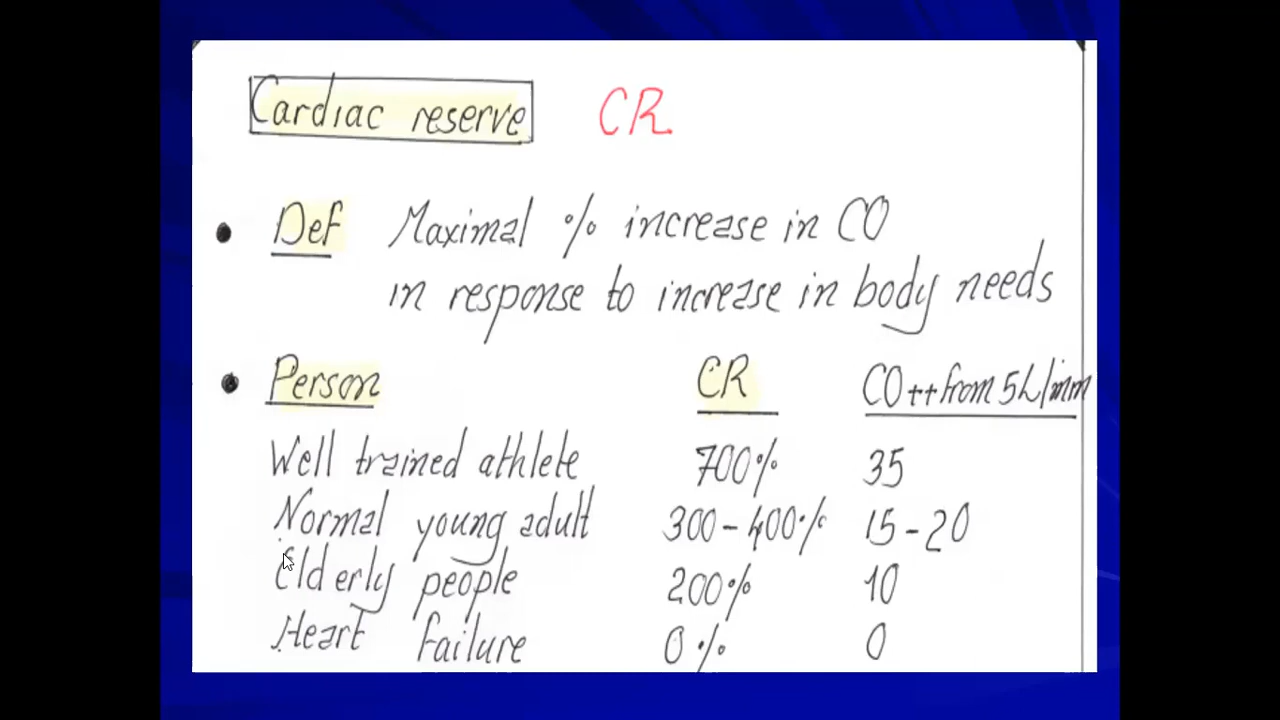 Cardiac reserve CR
• Def Maximal % increase in CO
in response to increase in body needs
• Person CR CO ++ from 5L/min
Well trained athlete 700% 35
Normal young adult 300-400% 15-20
Elderly people 200% 10
Heart failure 0% 0